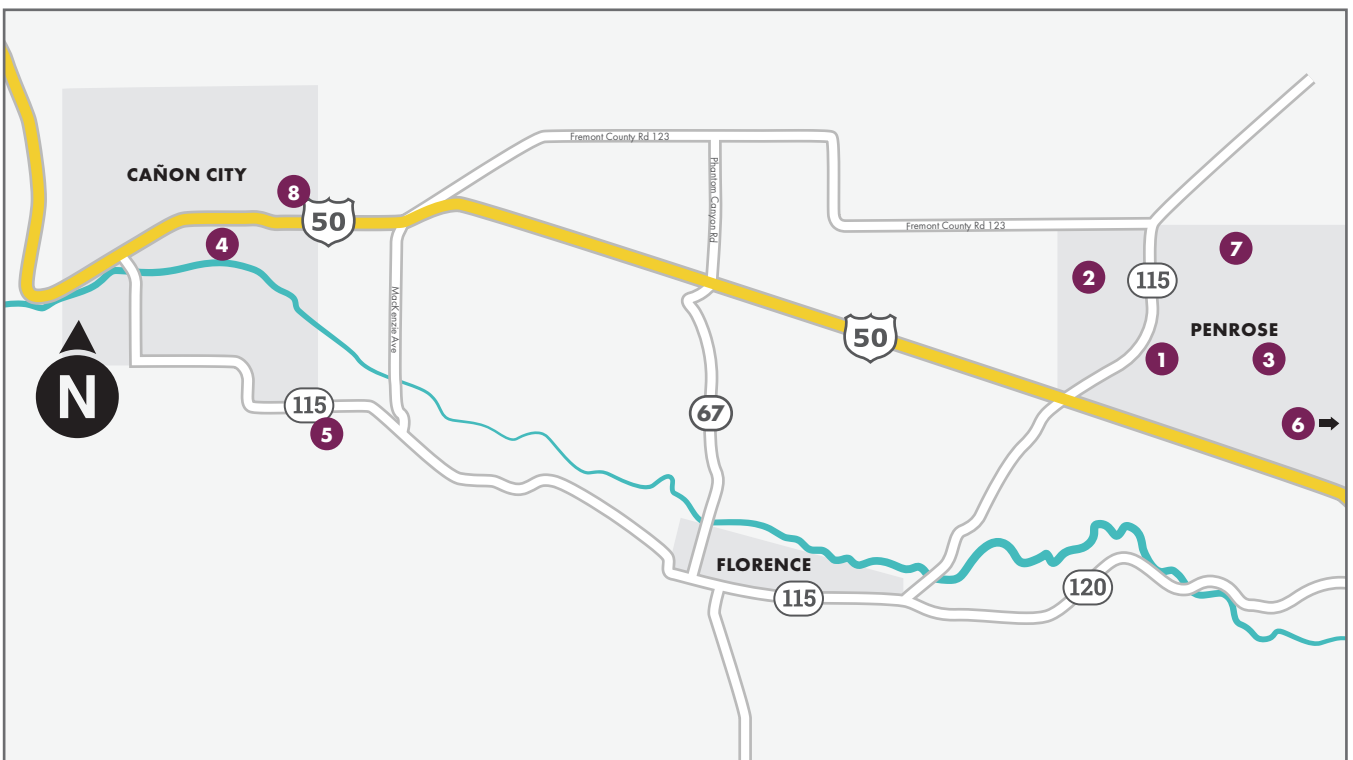 Fremont County Rd 123
Phantom Canyon Rd
CAÑON CITY
8
50
4
Fremont County Rd 123
7
2
115
MacKenzie Ave
50
PENROSE
1
3
N
115
67
6
5
FLORENCE
120
115